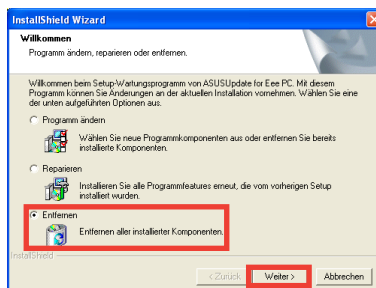 InstallShield Wizard
Willkommen
Programm ändern, reparieren oder entfernen.
Willkommen beim Setup-Wartungsprogramm von ASUSUpdate for Eee PC. Mit diesem
Programm können Sie Änderungen an der aktuellen Installation vornehmen. Wählen Sie eine
der unten aufgeführten Optionen aus.
Programm ändern
Wählen Sie neue Programmkomponenten aus oder entfernen Sie bereits
installierte Komponenten.
Reparieren
Installieren Sie alle Programmfeatures erneut, die vom vorherigen Setup
installiert wurden.
Entfernen
Entfernen aller installierter Komponenten.
InstallShield
< Zurück Weiter > Abbrechen